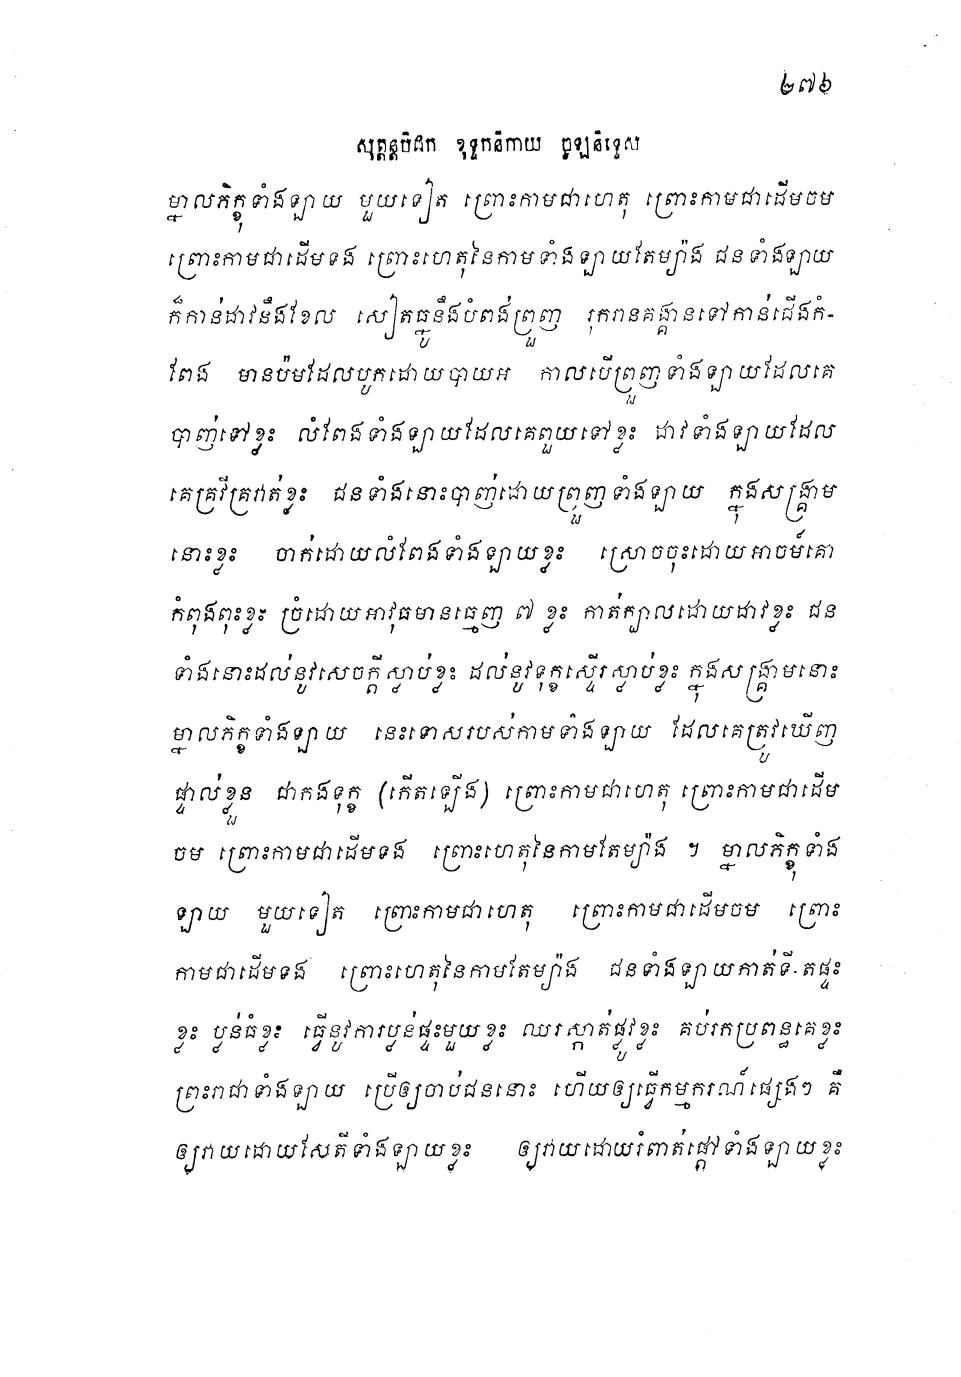 ២៧៦
សុត្តន្តបិដក ខុទ្ទកនិកាយ ចូឡនិទ្ទេស
ម្នាលភិក្ខុទាំងឡាយ មួយទៀត ព្រោះកាមជាហេតុ ព្រោះកាមជាដើមចម
ព្រោះកាមជាដើមទង ព្រោះហេតុនៃកាមទាំងឡាយតែម្យ៉ាង ជនទាំងឡាយ
ក៏កាន់ដាវនឹងខែល សៀតធ្នូនឹងបំពង់ព្រួញ រុករានគង្គានទៅកាន់ជើងកំ-
ពែង មានប៉មដែលបូកដោយបាយអ កាលបើព្រួញទាំងឡាយដែលគេ
បាញ់ទៅខ្លះ លំពែងទាំងឡាយដែលគេពួយទៅខ្លះ ដាវទាំងឡាយដែល
គេគ្រវីគ្រវាត់ខ្លះ ជនទាំងនោះបាញ់ដោយព្រួញទាំងឡាយ ក្នុងសង្គ្រាម
នោះខ្លះ ចាក់ដោយលំពែងទាំងឡាយខ្លះ ស្រោចចុះដោយអាចម៍គោ
កំពុងពុះខ្លះ ច្រំដោយអាវុធមានធ្មេញ ៧ ខ្លះ កាត់ក្បាលដោយដាវខ្លះ ជន
ទាំងនោះដល់នូវសេចក្តីស្លាប់ខ្លះ ដល់នូវទុក្ខស្ទើរស្លាប់ខ្លះ ក្នុងសង្គ្រាមនោះ
ម្នាលភិក្ខុទាំងឡាយ នេះទោសរបស់កាមទាំងឡាយ ដែលគេត្រូវឃើញ
ផ្ទាល់ខ្លួន ជាកងទុក្ខ (កើតឡើង) ព្រោះកាមជាហេតុ ព្រោះកាមជាដើម
ចម ព្រោះកាមជាដើមទង ព្រោះហេតុនៃកាមតែម្យ៉ាង ។ ម្នាលភិក្ខុទាំង
ឡាយ មួយទៀត ព្រោះកាមជាហេតុ ព្រោះកាមជាដើមចម ព្រោះ
កាមជាដើមទង ព្រោះហេតុនៃកាមតែម្យ៉ាង ជនទាំងឡាយកាត់ទីតផ្ទះ
ខ្លះ ប្លន់ធំខ្លះ ធ្វើនូវការប្លន់ផ្ទះមួយខ្លះ ឈរស្កាត់ផ្លូវខ្លះ គប់រកប្រពន្ធគេខ្លះ
ព្រះរាជាទាំងឡាយ ប្រើឲ្យចាប់ជននោះ ហើយឲ្យធ្វើកម្មករណ៍ផ្សេងៗ គឺ
ឲ្យវាយដោយសែតីទាំងឡាយខ្លះ ឲ្យវាយដោយរំពាត់ផ្តៅទាំងឡាយខ្លះ